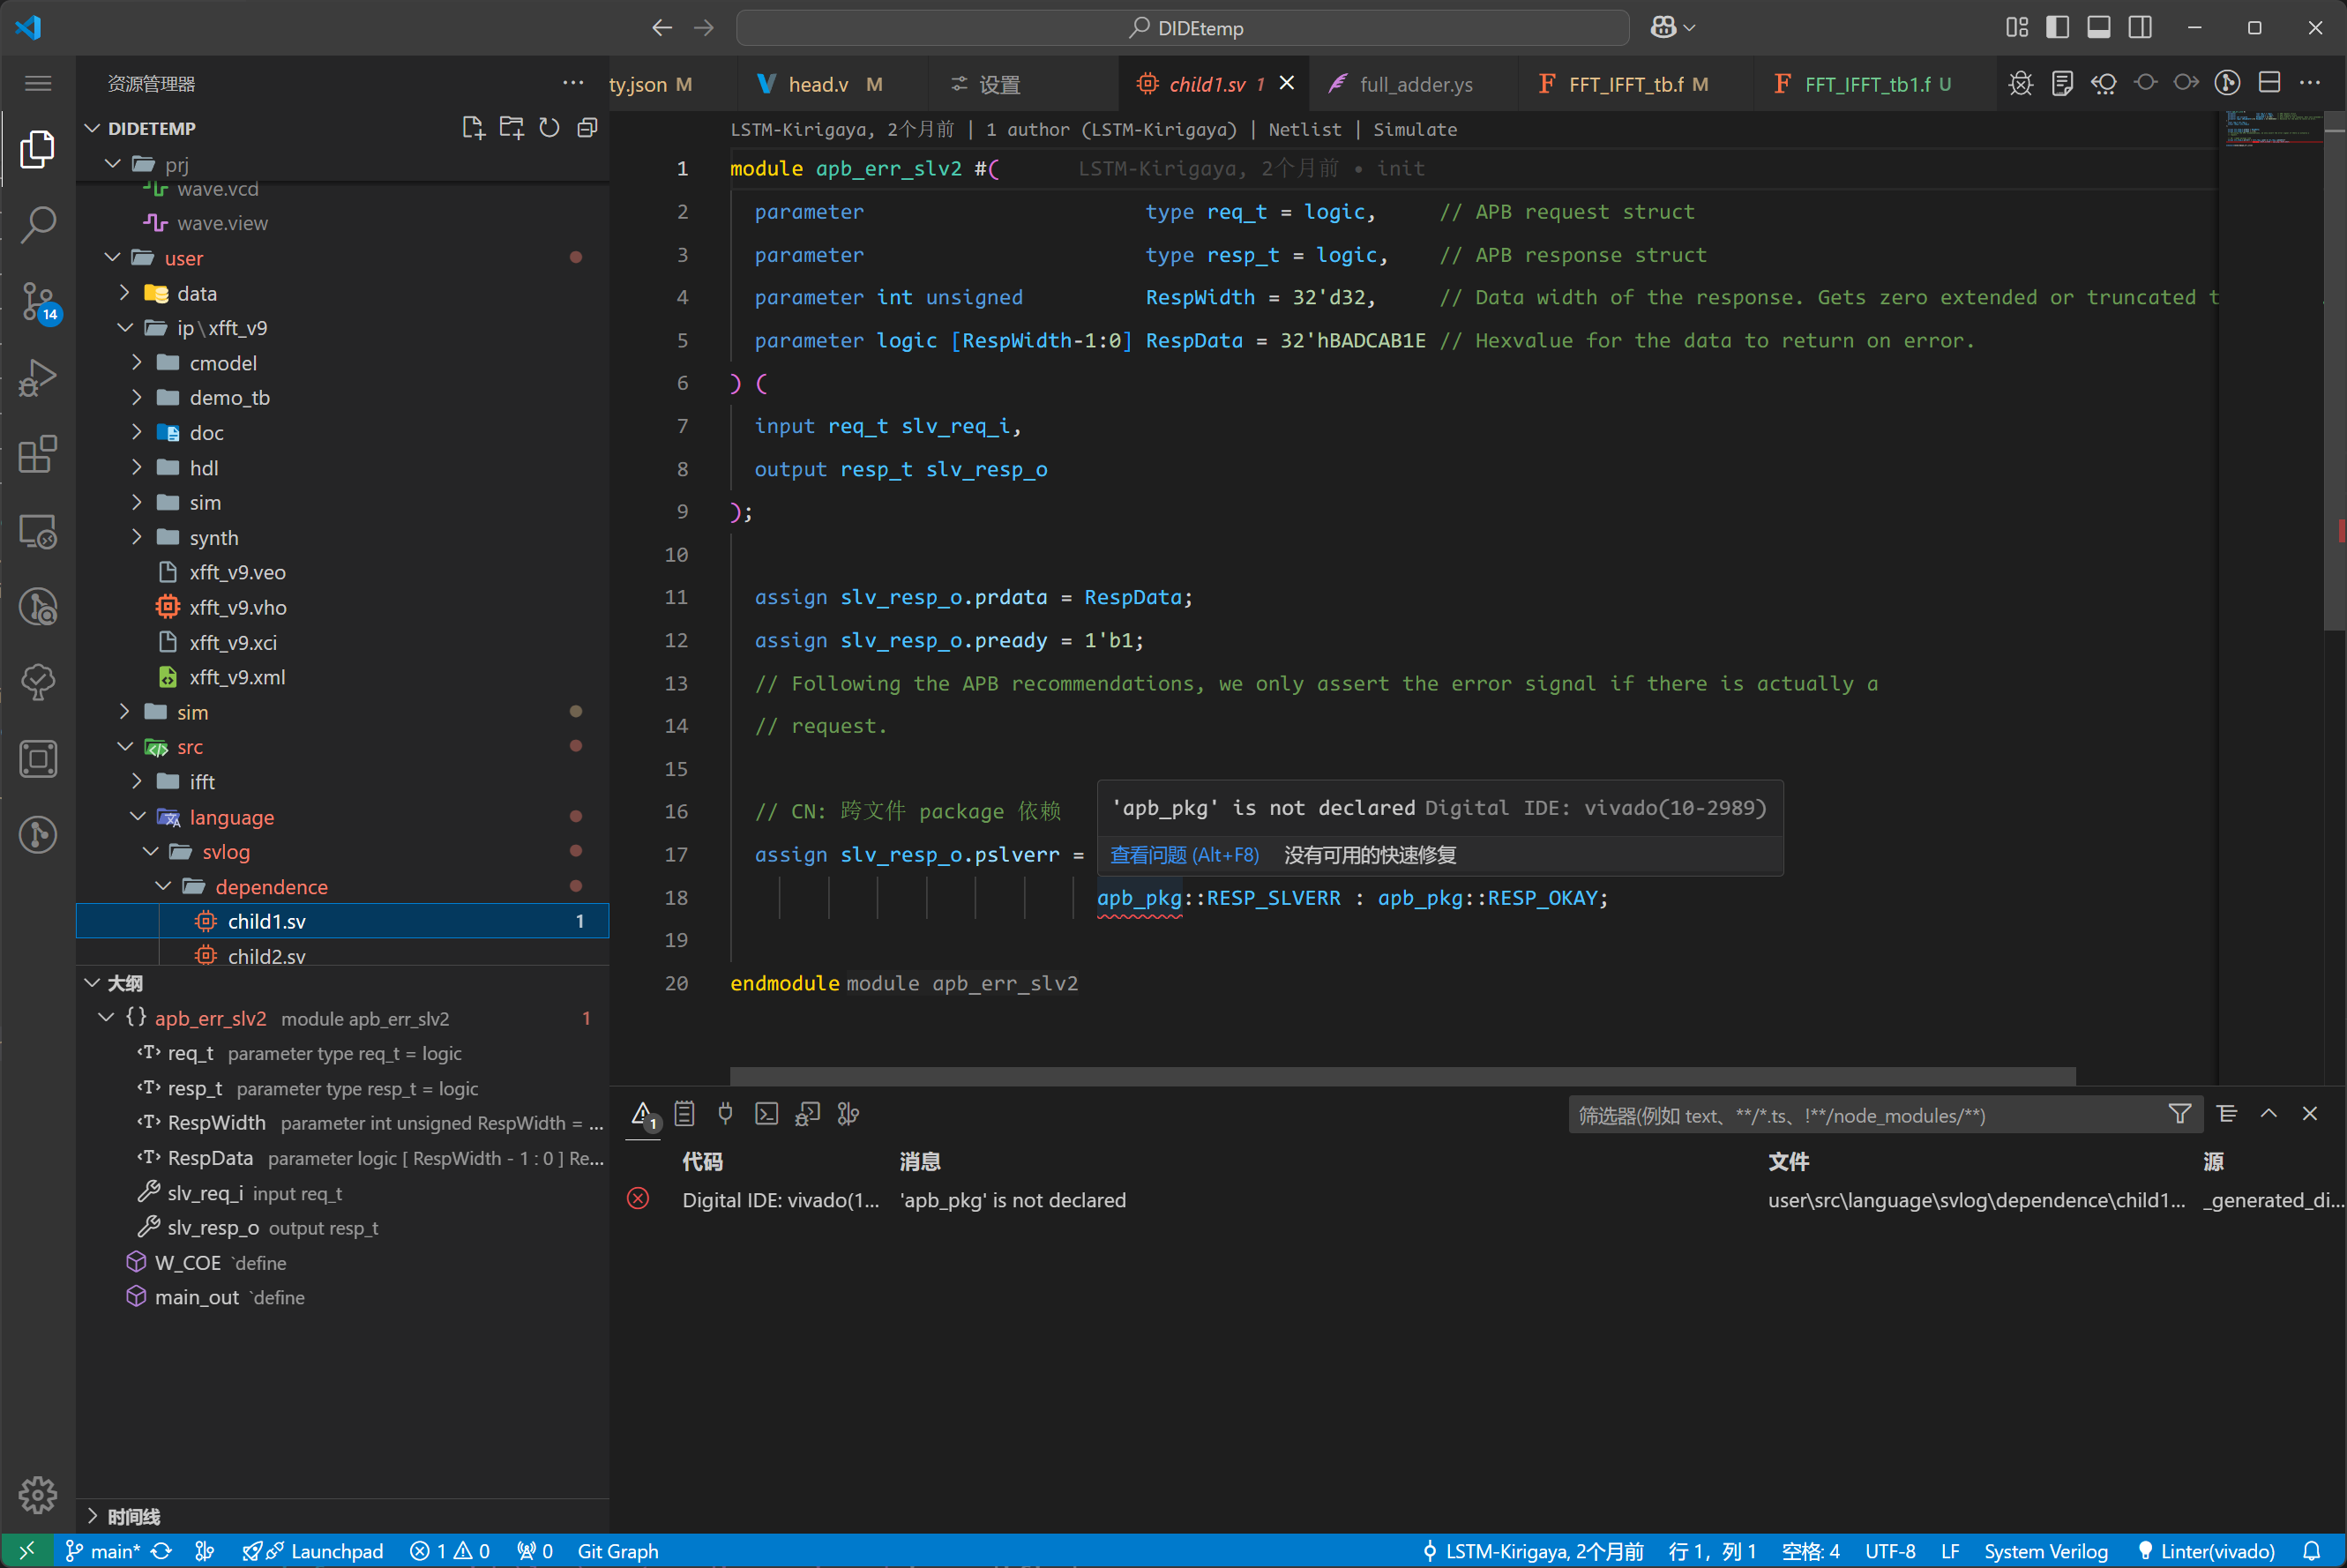 DIDEtemp
资源管理器
ty.json M
head.v M
设置
child1.sv 1
full_adder.ys
FFT_IFFT_tb.f M
FFT_IFFT_tb1.f U
DIDETEMP
prj
wave.vcd
wave.view
user
data
ip\xfft_v9
cmodel
demo_tb
doc
hdl
sim
synth
xfft_v9.veo
xfft_v9.vho
xfft_v9.xci
xfft_v9.xml
sim
src
ifft
language
svlog
dependence
child1.sv 1
child2.sv
14
大纲
apb_err_slv2 module apb_err_slv2 1
req_t parameter type req_t = logic
resp_t parameter type resp_t = logic
RespWidth parameter int unsigned RespWidth = ...
RespData parameter logic [ RespWidth - 1 : 0 ] Re...
slv_req_i input req_t
slv_resp_o output resp_t
W_COE `define
main_out `define
时间线
LSTM-Kirigaya, 2个月前 | 1 author (LSTM-Kirigaya) | Netlist | Simulate
1 module apb_err_slv2 #( LSTM-Kirigaya, 2个月前 • init
2 parameter type req_t = logic, // APB request struct
3 parameter type resp_t = logic, // APB response struct
4 parameter int unsigned RespWidth = 32'd32, // Data width of the response. Gets zero extended or truncated t
5 parameter logic [RespWidth-1:0] RespData = 32'hBADCAB1E // Hexvalue for the data to return on error.
6 ) (
7 input req_t slv_req_i,
8 output resp_t slv_resp_o
9 );
10
11 assign slv_resp_o.prdata = RespData;
12 assign slv_resp_o.pready = 1'b1;
13 // Following the APB recommendations, we only assert the error signal if there is actually a
14 // request.
15
16 // CN: 跨文件 package 依赖
17 assign slv_resp_o.pslverr =
'apb_pkg' is not declared Digital IDE: vivado(10-2989)
查看问题 (Alt+F8) 没有可用的快速修复
18 apb_pkg::RESP_SLVERR : apb_pkg::RESP_OKAY;
19
20 endmodule module apb_err_slv2
1
筛选器(例如 text、**/*.ts、!**/node_modules/**)
代码 消息 文件 源
Digital IDE: vivado(1... 'apb_pkg' is not declared user\src\language\svlog\dependence\child1... _generated_di...
main* Launchpad 1 0 0 Git Graph LSTM-Kirigaya, 2个月前 行 1，列 1 空格: 4 UTF-8 LF System Verilog Linter(vivado)